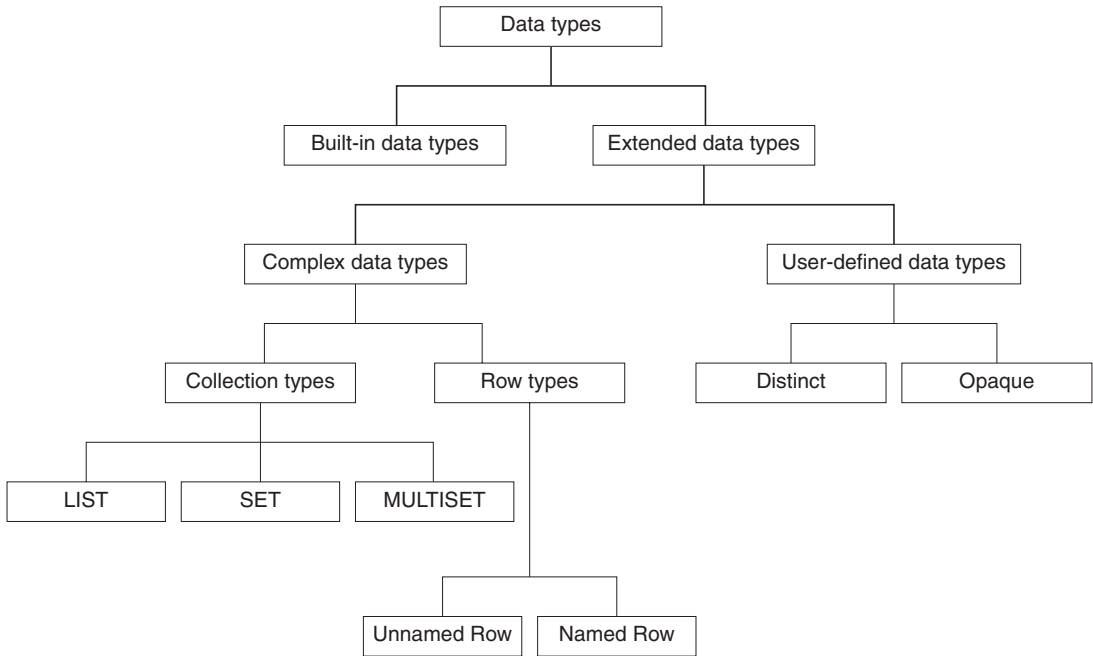 Data types
Built-in data types
Extended data types
Complex data types
User-defined data types
Collection types
Row types
Distinct
Opaque
LIST
SET
MULTISET
Unnamed Row
Named Row